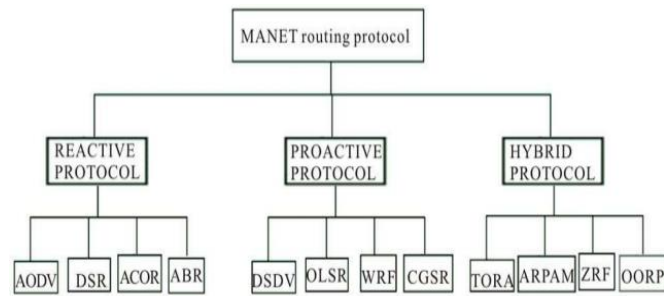 MANET routing protocol
REACTIVE
PROTOCOL
PROACTIVE
PROTOCOL
HYBRID
PROTOCOL
AODV
DSR
ACOR
ABR
DSDV
OLSR
WRF
CGSR
TORA
ARPAM
ZRF
OORP